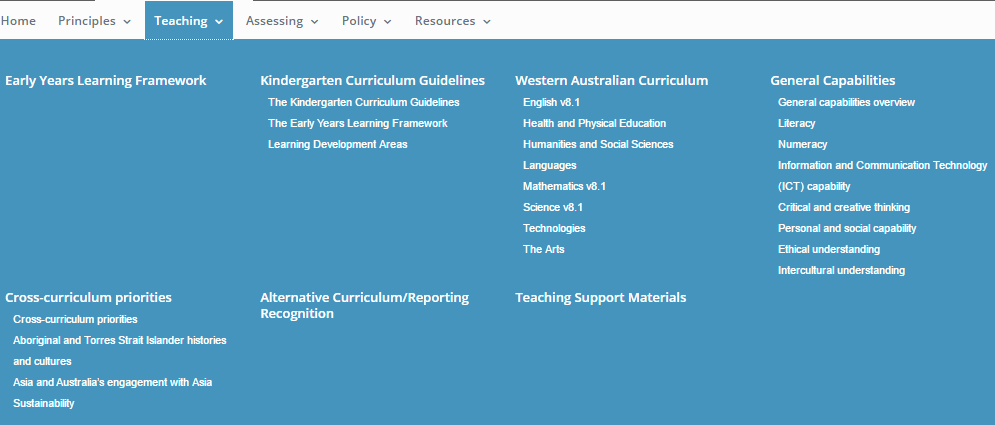 Home Principles Teaching Assessing Policy Resources
Early Years Learning Framework
Kindergarten Curriculum Guidelines
The Kindergarten Curriculum Guidelines
The Early Years Learning Framework
Learning Development Areas
Western Australian Curriculum
English v8.1
Health and Physical Education
Humanities and Social Sciences
Languages
Mathematics v8.1
Science v8.1
Technologies
The Arts
General Capabilities
General capabilities overview
Literacy
Numeracy
Information and Communication Technology
(ICT) capability
Critical and creative thinking
Personal and social capability
Ethical understanding
Intercultural understanding
Cross-curriculum priorities
Cross-curriculum priorities
Aboriginal and Torres Strait Islander histories
and cultures
Asia and Australia's engagement with Asia
Sustainability
Alternative Curriculum/Reporting
Recognition
Teaching Support Materials